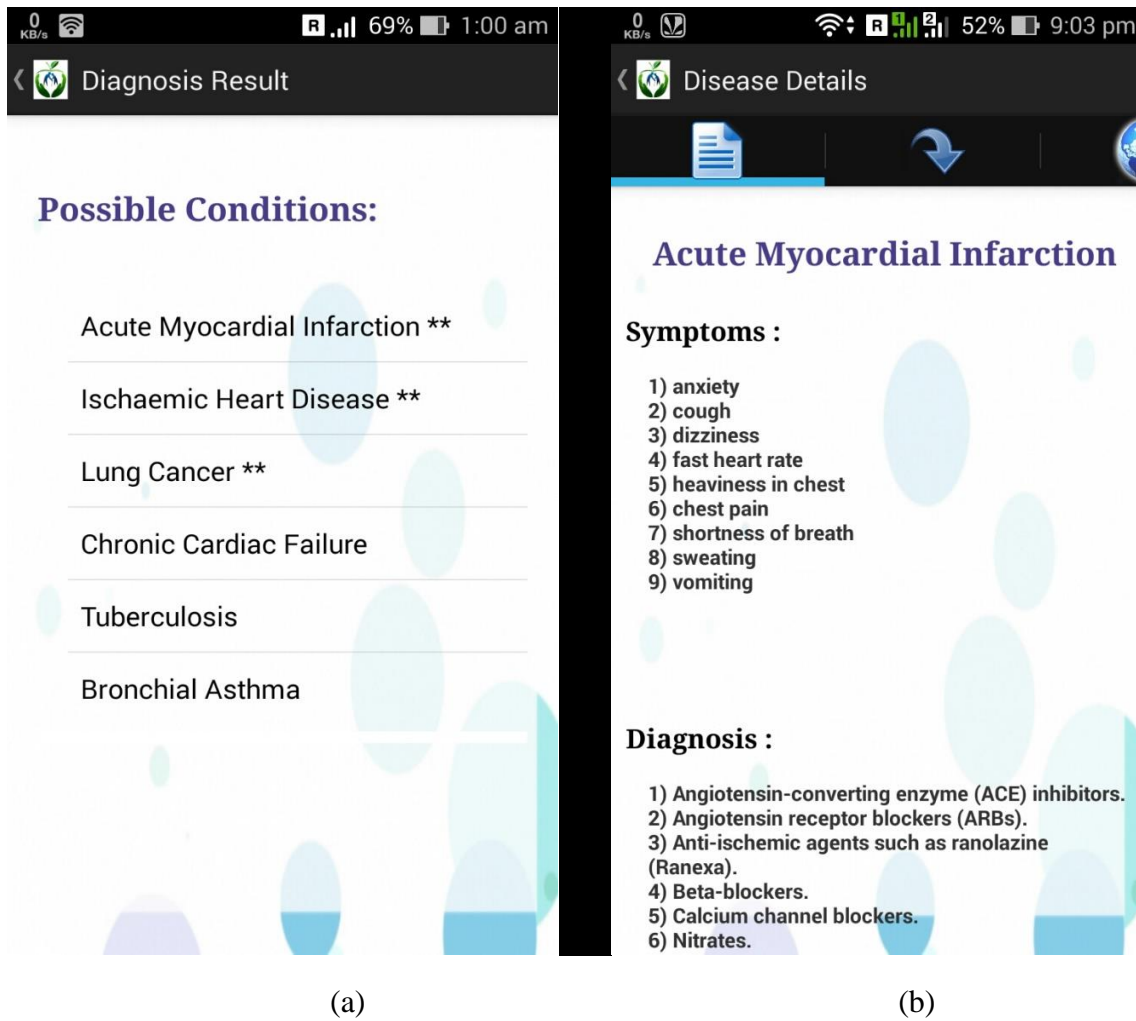 0
KB/s
R 69% 1:00 am
Diagnosis Result
Possible Conditions:
Acute Myocardial Infarction **
Ischaemic Heart Disease **
Lung Cancer **
Chronic Cardiac Failure
Tuberculosis
Bronchial Asthma
(a)
0
KB/s
R 1 2 52% 9:03 pm
Disease Details
Acute Myocardial Infarction
Symptoms :
1) anxiety
2) cough
3) dizziness
4) fast heart rate
5) heaviness in chest
6) chest pain
7) shortness of breath
8) sweating
9) vomiting
Diagnosis :
1) Angiotensin-converting enzyme (ACE) inhibitors.
2) Angiotensin receptor blockers (ARBs).
3) Anti-ischemic agents such as ranolazine
(Ranexa).
4) Beta-blockers.
5) Calcium channel blockers.
6) Nitrates.
(b)